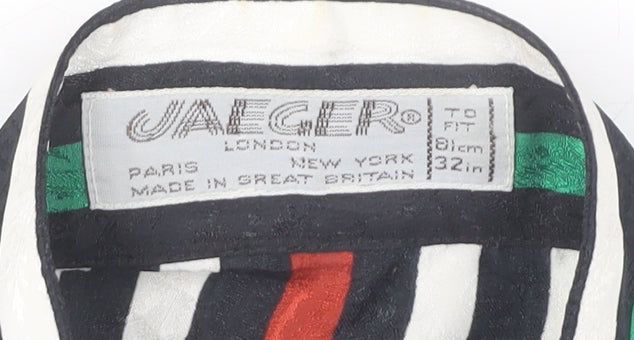 JAEGER®
LONDON
PARIS NEW YORK
MADE IN GREAT BRITAIN
TO
FIT
81cm
32in